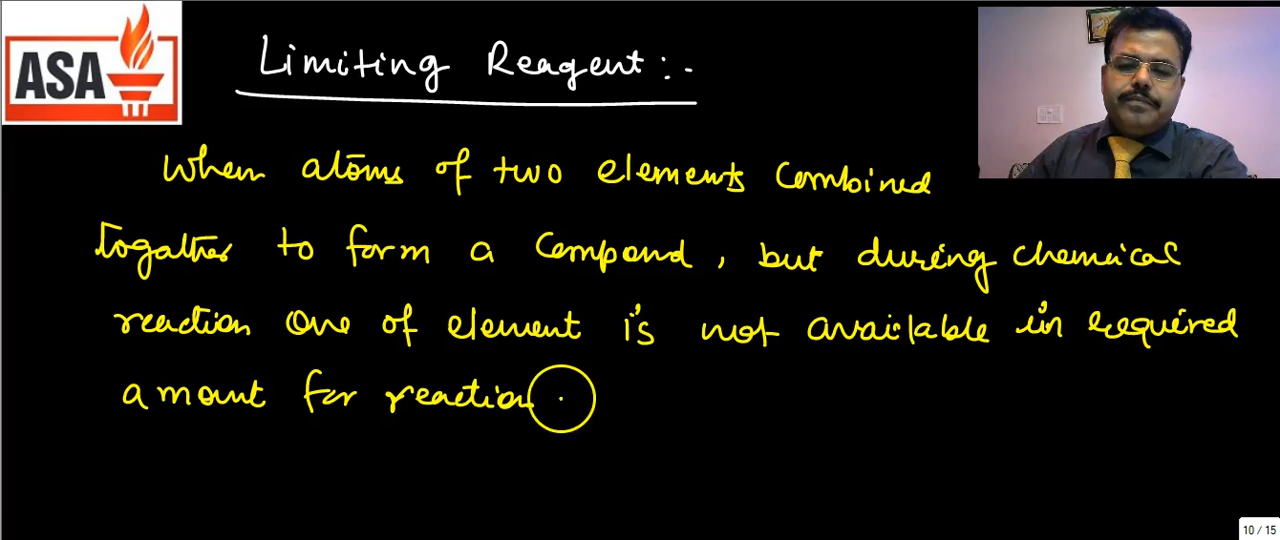 ASA
Limiting Reagent:-
When atoms of two elements combined
together to form a compound, but during chemical
reaction one of element is not available in required
amount for reaction.
10 / 15